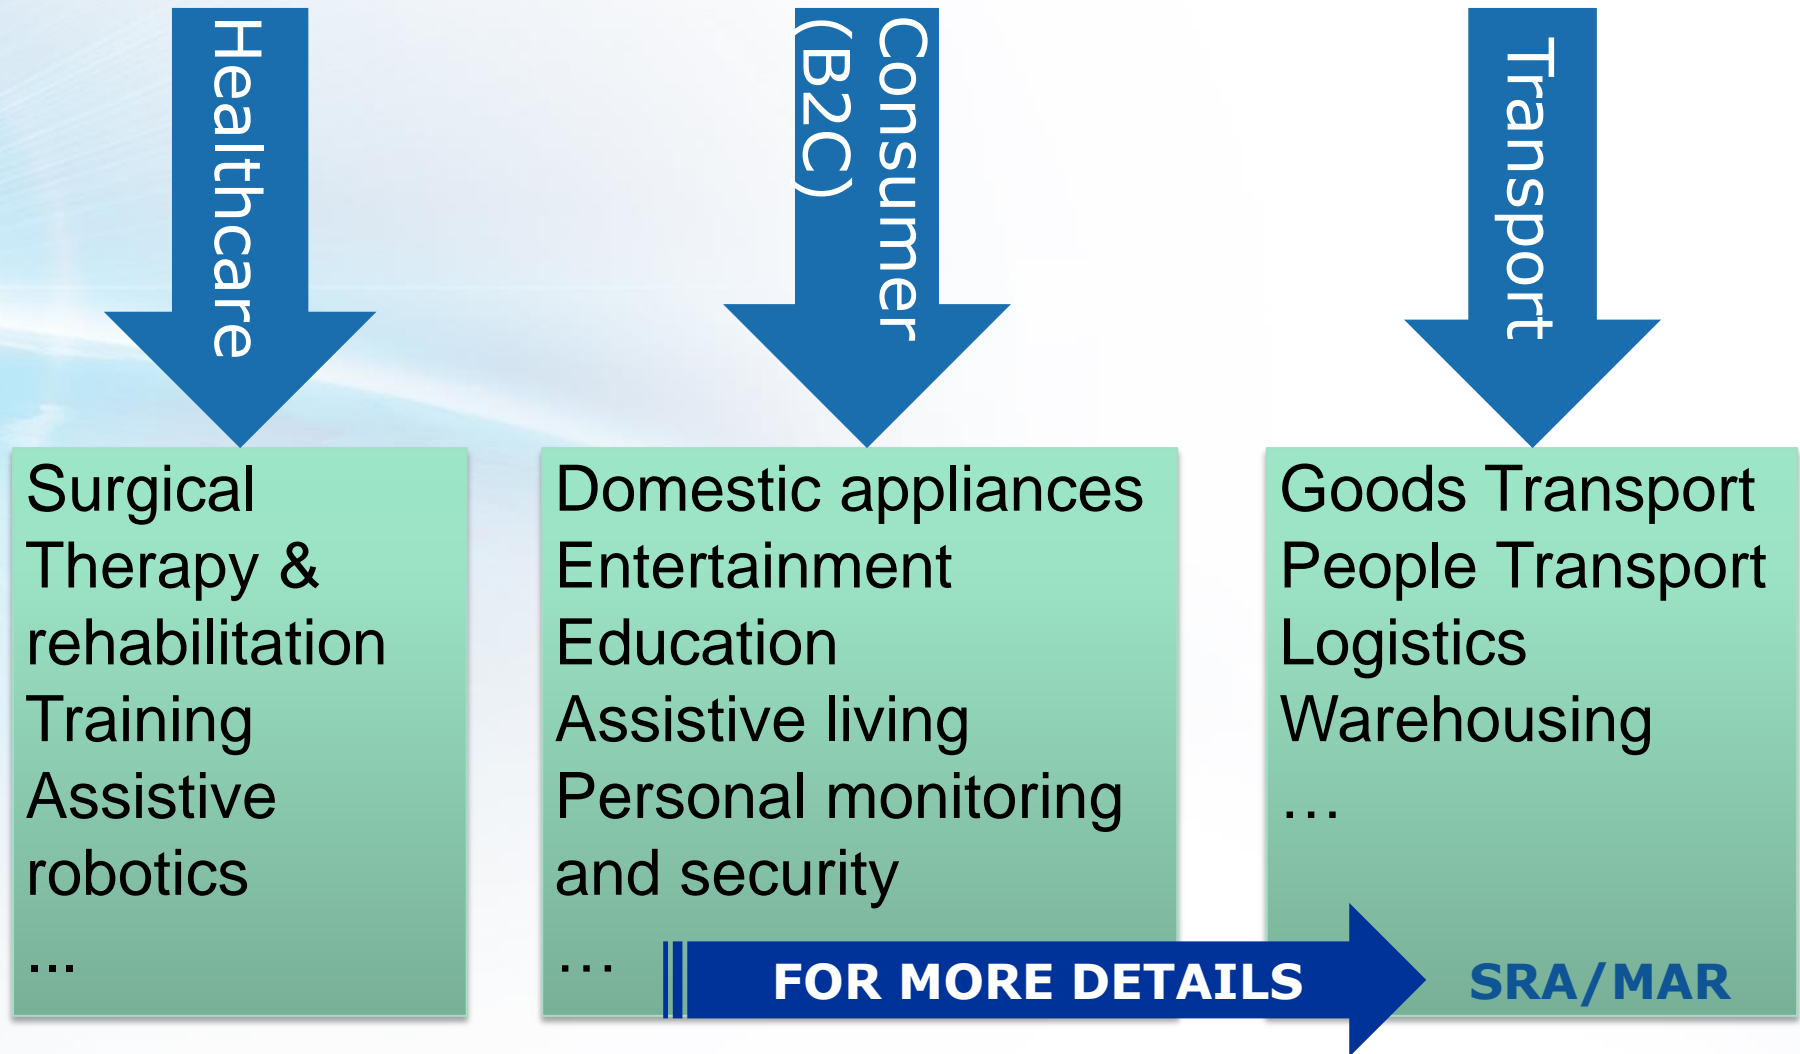 Healthcare
Consumer
(B2C)
Transport
Surgical
Therapy &
rehabilitation
Training
Assistive
robotics
...
Domestic appliances
Entertainment
Education
Assistive living
Personal monitoring
and security
…
Goods Transport
People Transport
Logistics
Warehousing
…
FOR MORE DETAILS
SRA/MAR